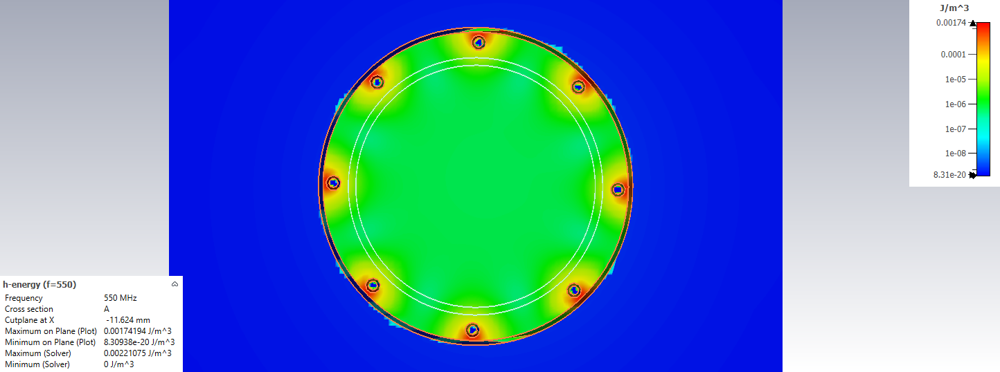 J/m^3
0.00174
0.0001
1e-05
1e-06
1e-07
1e-08
8.31e-20
h-energy (f=550)
Frequency 550 MHz
Cross section A
Cutplane at X -11.624 mm
Maximum on Plane (Plot) 0.00174194 J/m^3
Minimum on Plane (Plot) 8.30938e-20 J/m^3
Maximum (Solver) 0.00221075 J/m^3
Minimum (Solver) 0 J/m^3